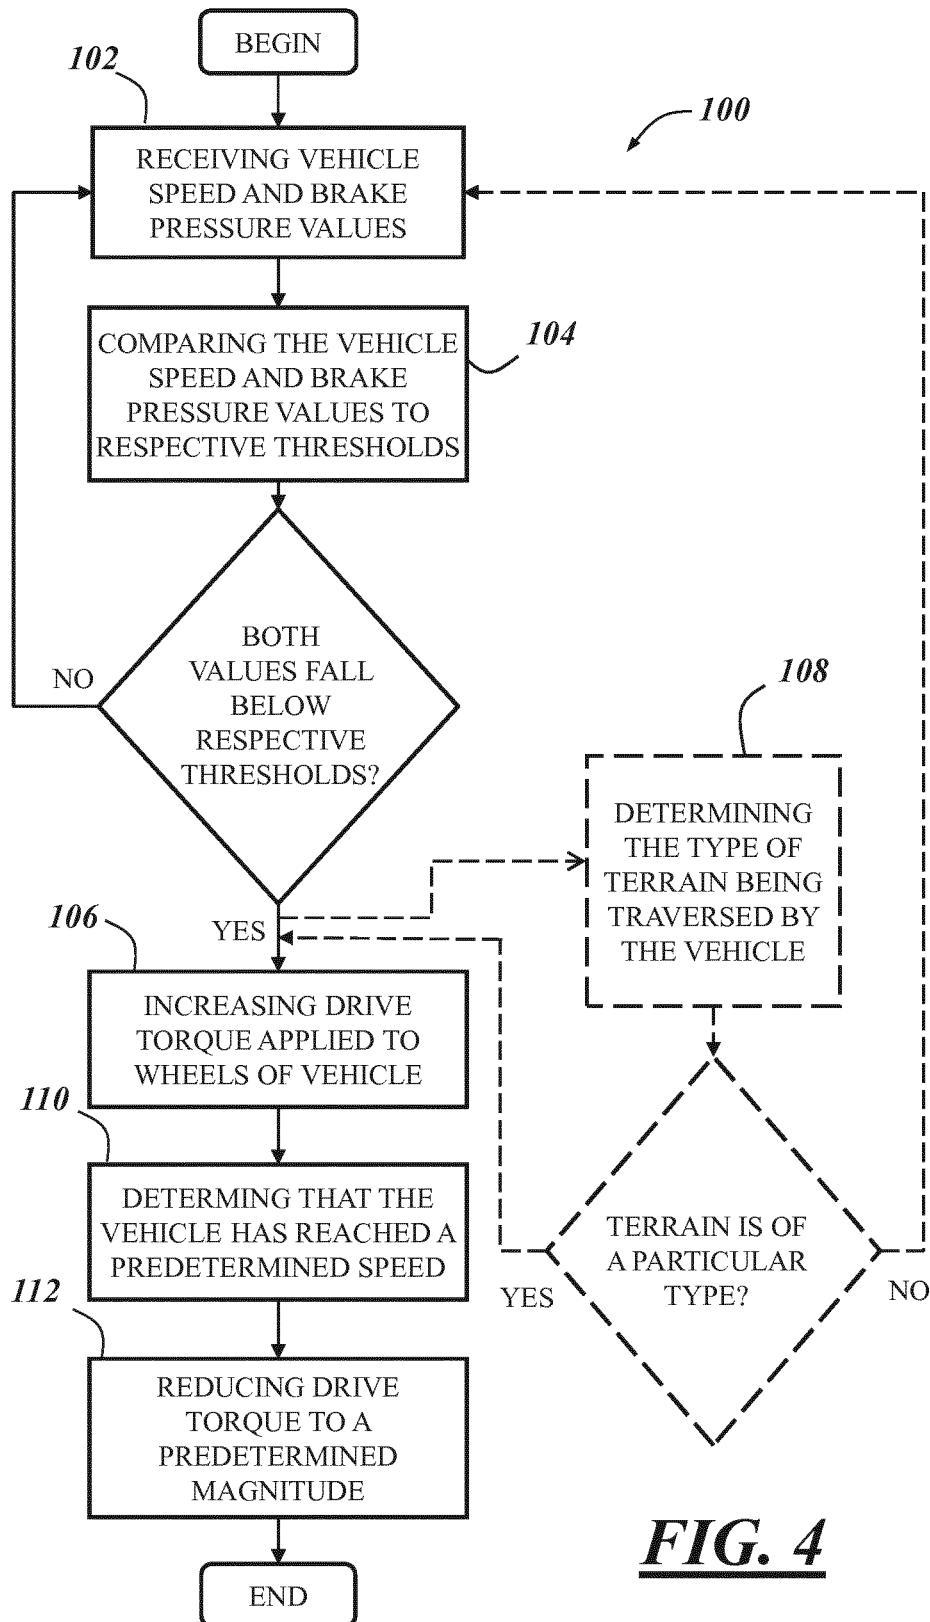 BEGIN
102
100
RECEIVING VEHICLE
SPEED AND BRAKE
PRESSURE VALUES
104
COMPARING THE VEHICLE
SPEED AND BRAKE
PRESSURE VALUES TO
RESPECTIVE THRESHOLDS
BOTH
VALUES FALL
BELOW
RESPECTIVE
THRESHOLDS?
NO
108
DETERMINING
THE TYPE OF
TERRAIN BEING
TRAVERSED BY
THE VEHICLE
YES
106
INCREASING DRIVE
TORQUE APPLIED TO
WHEELS OF VEHICLE
110
DETERMING THAT THE
VEHICLE HAS REACHED A
PREDETERMINED SPEED
TERRAIN IS OF
A PARTICULAR
TYPE?
YES
NO
112
REDUCING DRIVE
TORQUE TO A
PREDETERMINED
MAGNITUDE
END
FIG. 4